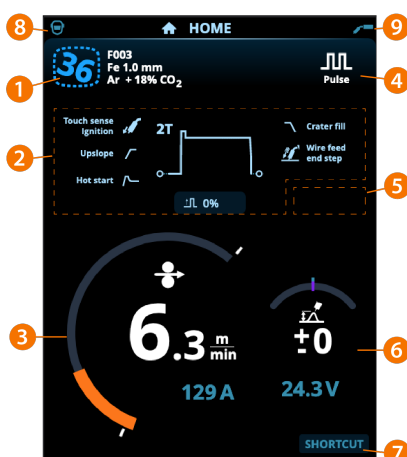 8
HOME
9
36
F003
Fe 1.0 mm
Ar + 18% CO₂
Pulse
1
4
Touch sense
Ignition
2T
Crater fill
2
Upslope
Wire feed
end step
Hot start
5
0%
3
6.3 m/min
±0
6
129 A
24.3 V
SHORTCUT
7